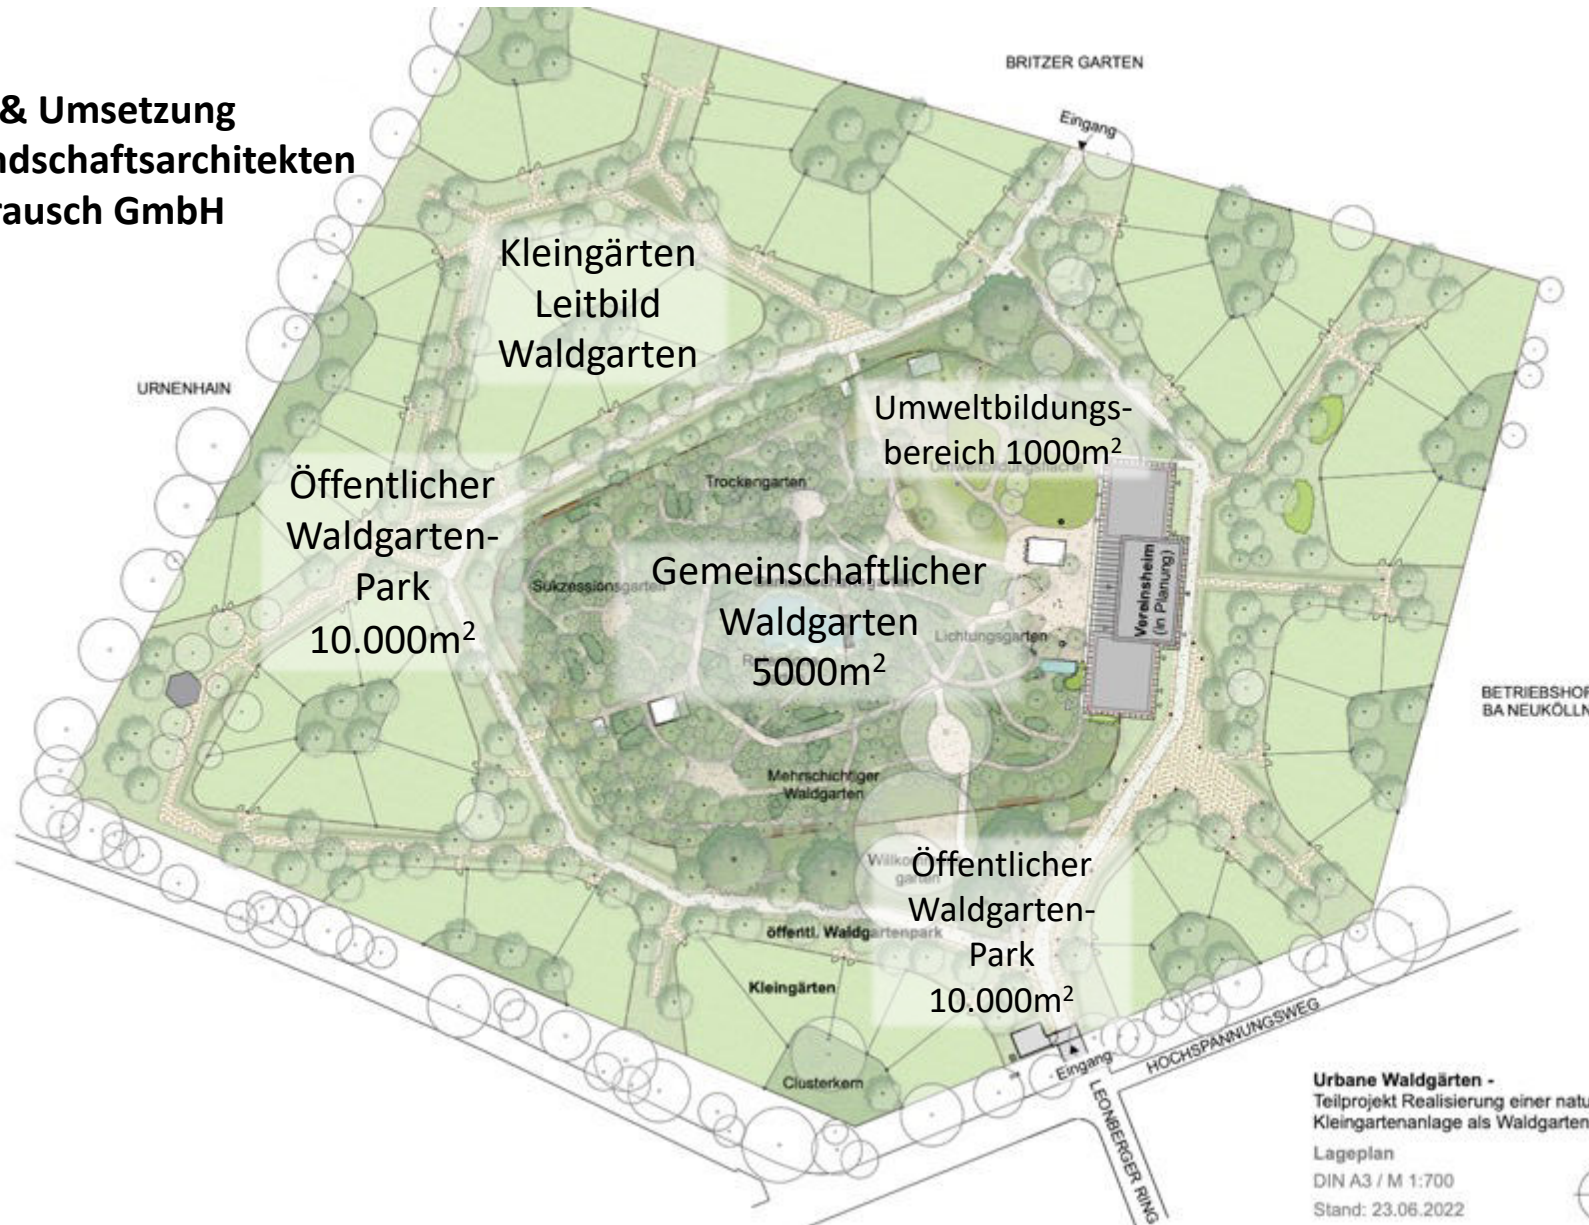 & Umsetzung
ndschaftsarchitekten
rausch GmbH
BRITZER GARTEN
Eingang
Kleingärten
Leitbild
Waldgarten
URNENHAIN
Umweltbildungs-
bereich 1000m²
Umweltbildungsfläche
Trockengarten
Öffentlicher
Waldgarten-
Park
10.000m²
Sukzessionsgarten
Gemeinschaftlicher
Waldgarten
5000m²
Gemeinschaftsgarten
Lichtungsgarten
Vereinsheim
(in Planung)
BETRIEBSHOF
BA NEUKÖLLN
Mehrschichtiger
Waldgarten
garten
Öffentlicher
Waldgarten-
Park
10.000m²
öffentl. Waldgartenpark
Kleingärten
Clusterkern
Eingang
HOCHSPANNUNGSWEG
LEONBERGER RING
Urbane Waldgärten -
Teilprojekt Realisierung einer natu
Kleingartenanlage als Waldgarten
Lageplan
DIN A3 / M 1:700
Stand: 23.06.2022